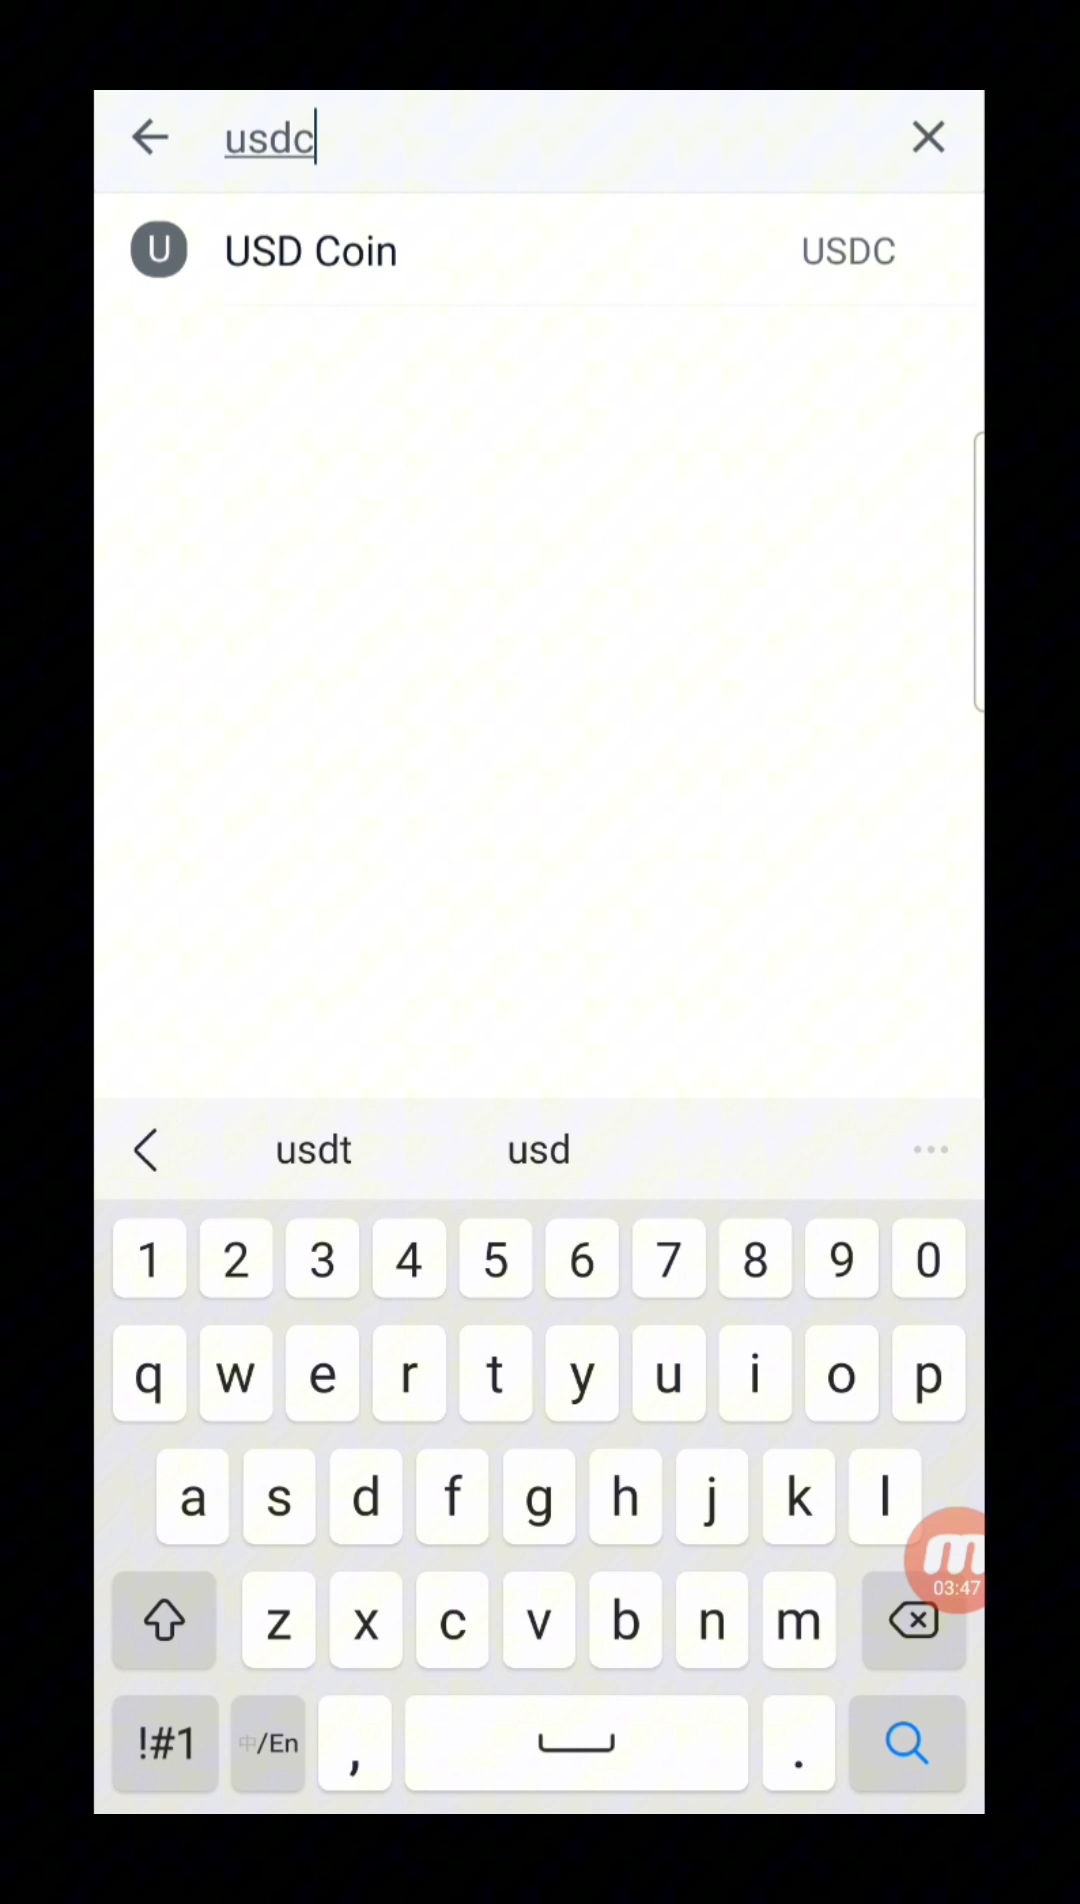 usdc
U USD Coin USDC
usdt usd
1 2 3 4 5 6 7 8 9 0
q w e r t y u i o p
a s d f g h j k l
m
03:47
z x c v b n m
!#1 中/En , .